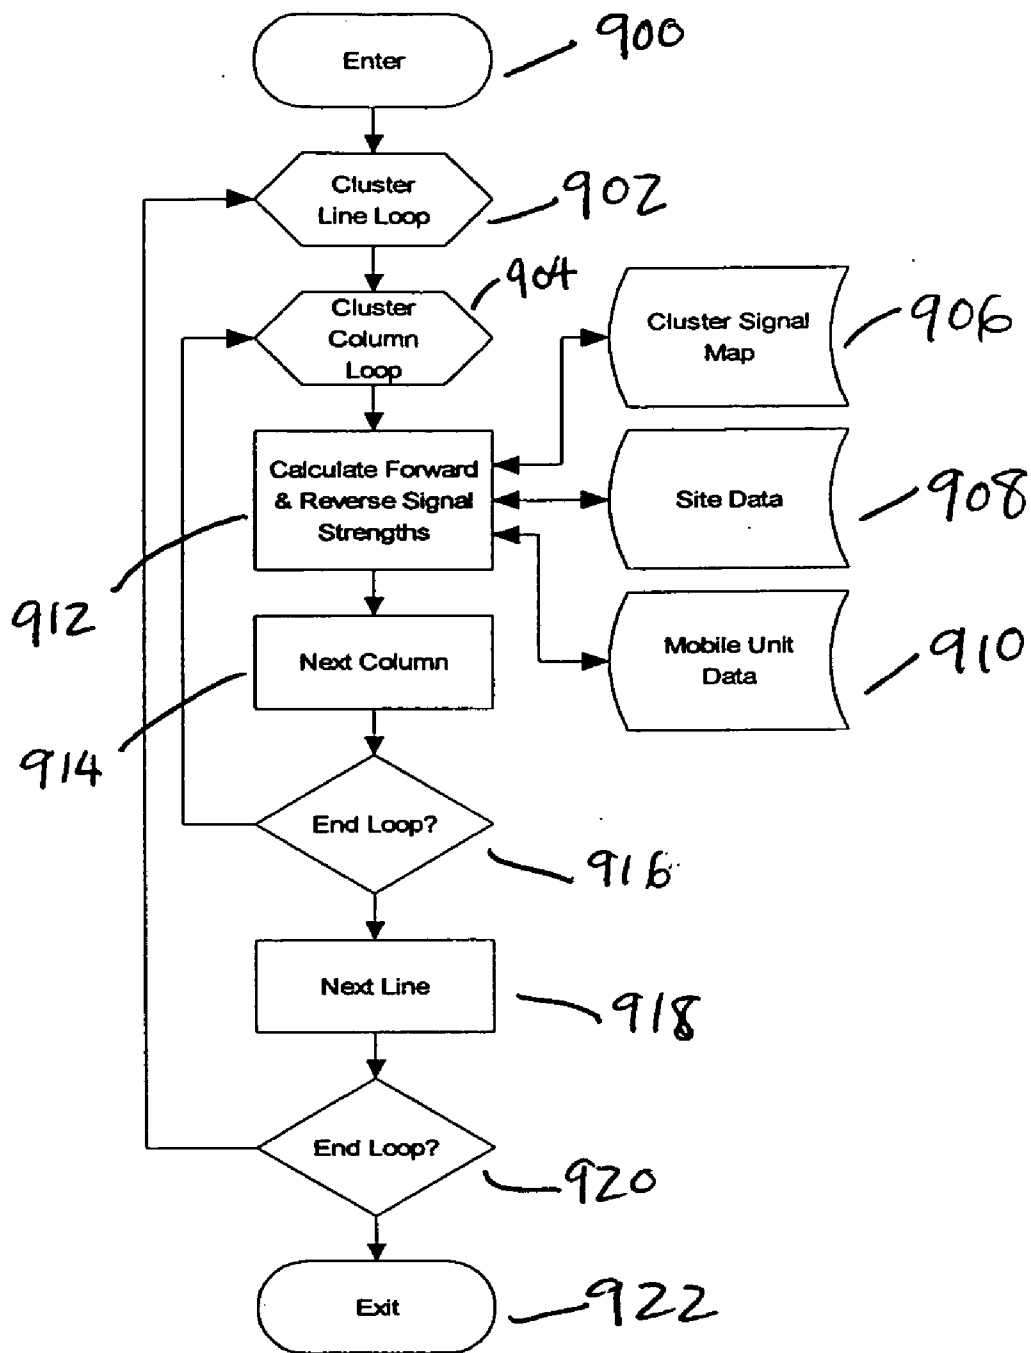 Enter
900
Cluster
Line Loop
902
Cluster
Column
Loop
904
Cluster Signal
Map
906
Calculate Forward
& Reverse Signal
Strengths
912
Site Data
908
Mobile Unit
Data
910
Next Column
914
End Loop?
916
Next Line
918
End Loop?
920
Exit
922